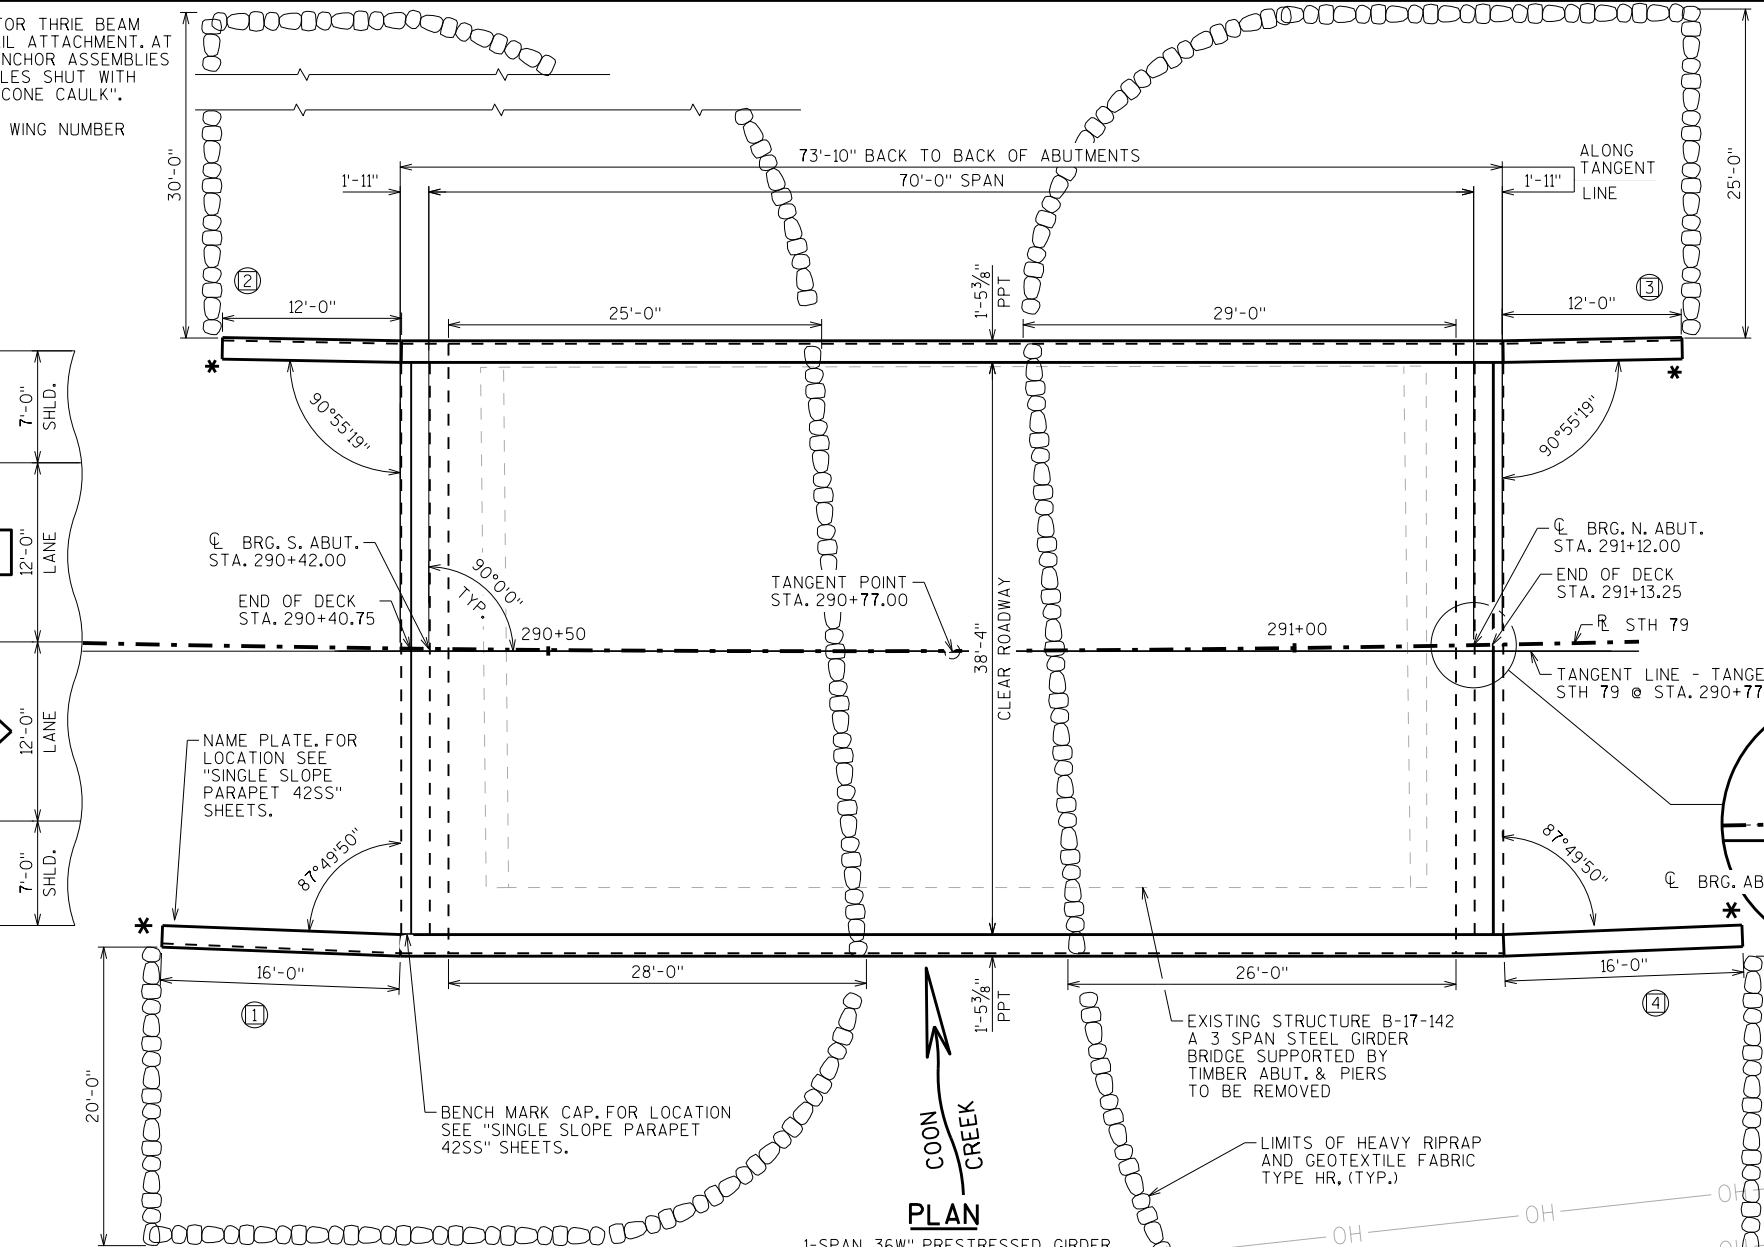 TOR THRIE BEAM
IL ATTACHMENT. AT
NCHOR ASSEMBLIES
LES SHUT WITH
CONE CAULK".
WING NUMBER
30'-0"
73'-10" BACK TO BACK OF ABUTMENTS
1'-11"
70'-0" SPAN
1'-11"
ALONG
TANGENT
LINE
25'-0"
2
3
12'-0"
25'-0"
1'-5⅜"
PPT
29'-0"
12'-0"
*
*
7'-0"
SHLD.
12'-0"
LANE
12'-0"
LANE
7'-0"
SHLD.
90°55'19"
90°55'19"
℄ BRG. S. ABUT.
STA. 290+42.00
END OF DECK
STA. 290+40.75
90°0'0"
TYP.
290+50
TANGENT POINT
STA. 290+77.00
38'-4"
CLEAR ROADWAY
291+00
℄ BRG. N. ABUT.
STA. 291+12.00
END OF DECK
STA. 291+13.25
RL STH 79
TANGENT LINE - TANGE
STH 79 @ STA. 290+77
NAME PLATE. FOR
LOCATION SEE
"SINGLE SLOPE
PARAPET 42SS"
SHEETS.
87°49'50"
87°49'50"
℄ BRG. AB
*
*
16'-0"
28'-0"
1'-5⅜"
PPT
26'-0"
16'-0"
1
4
20'-0"
BENCH MARK CAP. FOR LOCATION
SEE "SINGLE SLOPE PARAPET
42SS" SHEETS.
COON
CREEK
EXISTING STRUCTURE B-17-142
A 3 SPAN STEEL GIRDER
BRIDGE SUPPORTED BY
TIMBER ABUT. & PIERS
TO BE REMOVED
LIMITS OF HEAVY RIPRAP
AND GEOTEXTILE FABRIC
TYPE HR, (TYP.)
OH
OH
OH
PLAN
1-SPAN 36W" PRESTRESSED GIRDER